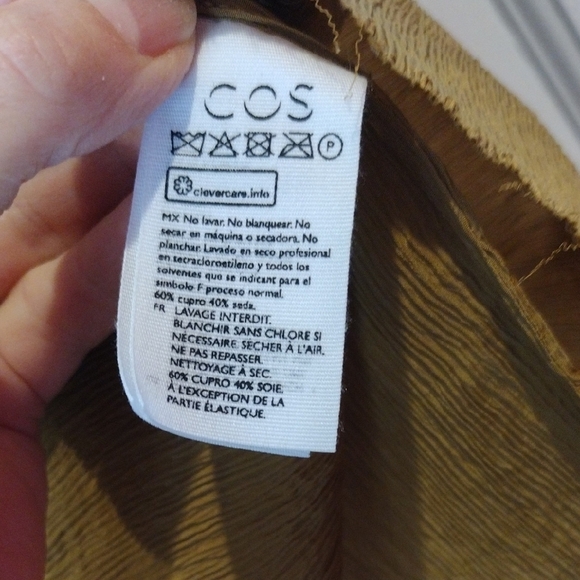 COS
P
clevercare.info
MX No lavar. No blanquear. No
secar en máquina o secadora. No
planchar. Lavado en seco profesional
en tetracloroetileno y todos los
solventes que se indicant para el
simbolo F proceso normal.
60% cupro 40% seda.
FR LAVAGE INTERDIT.
BLANCHIR SANS CHLORE SI
NÉCESSAIRE. SÉCHER À L'AIR.
NE PAS REPASSER.
NETTOYAGE À SEC.
60% CUPRO 40% SOIE.
À L'EXCEPTION DE LA
PARTIE ÉLASTIQUE.